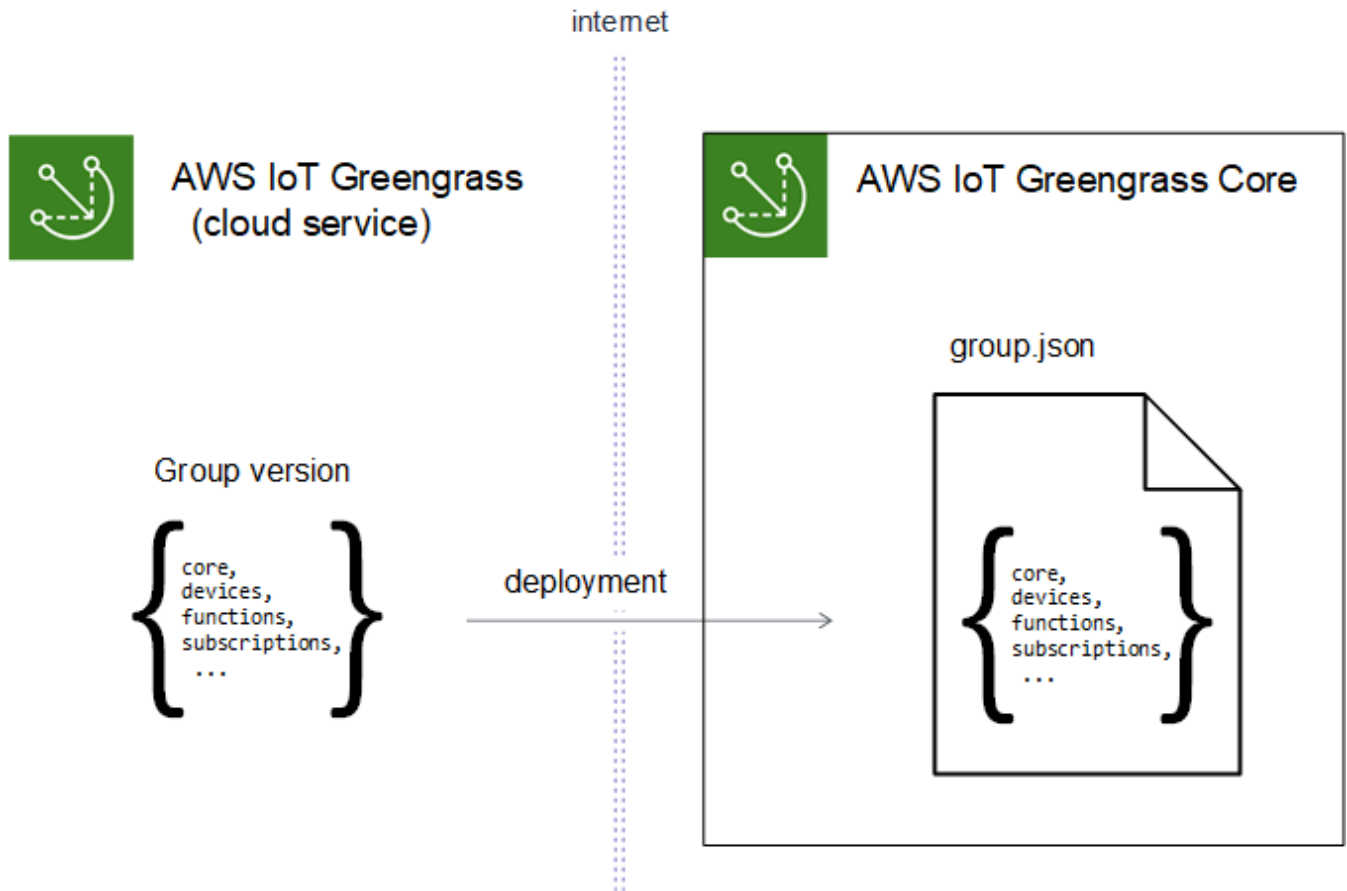 internet
AWS IoT Greengrass
(cloud service)
AWS IoT Greengrass Core
group.json
Group version
{
core,
devices,
functions,
subscriptions,
...
}
deployment
{
core,
devices,
functions,
subscriptions,
...
}